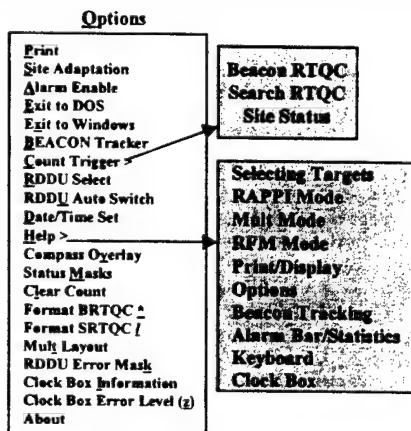 Options
Print
Site Adaptation
Alarm Enable
Exit to DOS
Exit to Windows
BEACON Tracker
Count Trigger >
RDDU Select
RDDU Auto Switch
Date/Time Set
Help >
Compass Overlay
Status Masks
Clear Count
Format BRTQC *
Format SRTQC /
Mult Layout
RDDU Error Mask
Clock Box Information
Clock Box Error Level (z)
About
Beacon RTQC
Search RTQC
Site Status
Selecting Targets
RAPPI Mode
Mult Mode
RPM Mode
Print/Display
Options
Beacon Tracking
Alarm Bar/Statistics
Keyboard
Clock Box